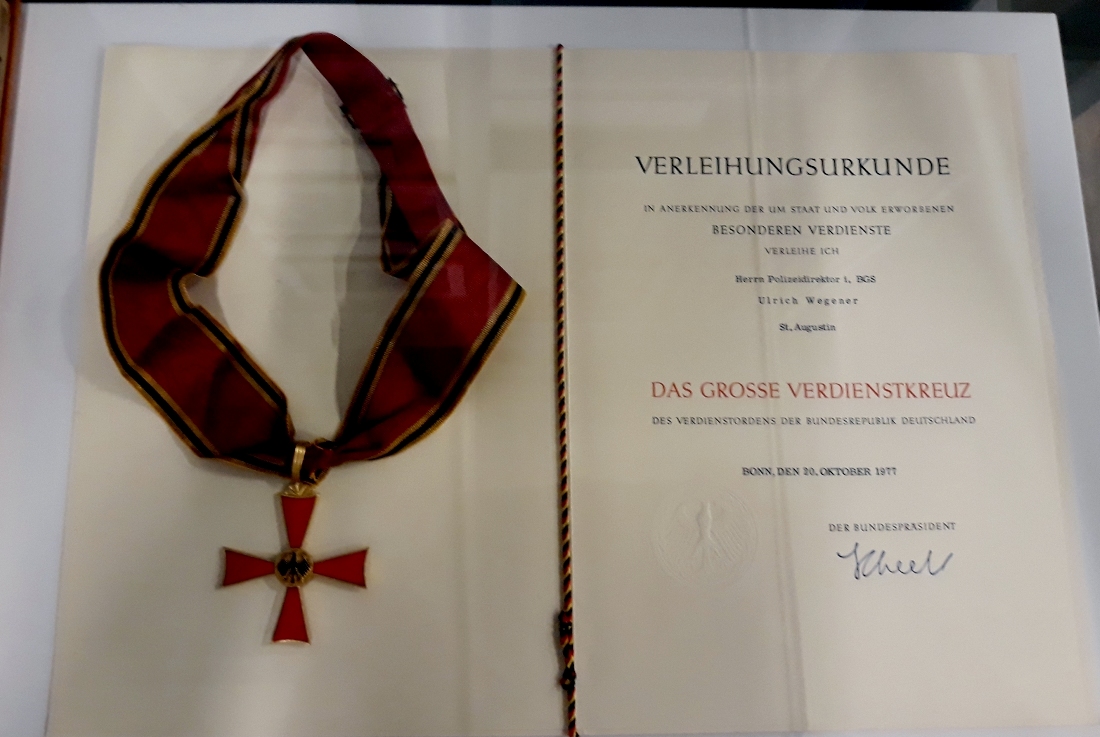 VERLEIHUNGSURKUNDE
IN ANERKENNUNG DER UM STAAT UND VOLK ERWORBENEN
BESONDEREN VERDIENSTE
VERLEIHE ICH
Herrn Polizeidirektor i. BGS
Ulrich Wegener
St. Augustin
DAS GROSSE VERDIENSTKREUZ
DES VERDIENSTORDENS DER BUNDESREPUBLIK DEUTSCHLAND
BONN, DEN 20. OKTOBER 1977
DER BUNDESPRÄSIDENT
Scheel